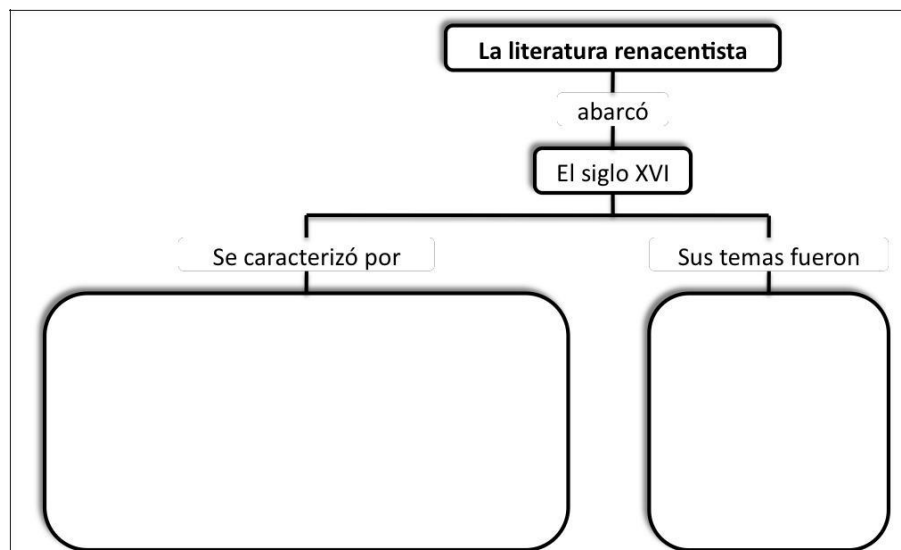 La literatura renacentista
abarcó
El siglo XVI
Se caracterizó por
Sus temas fueron